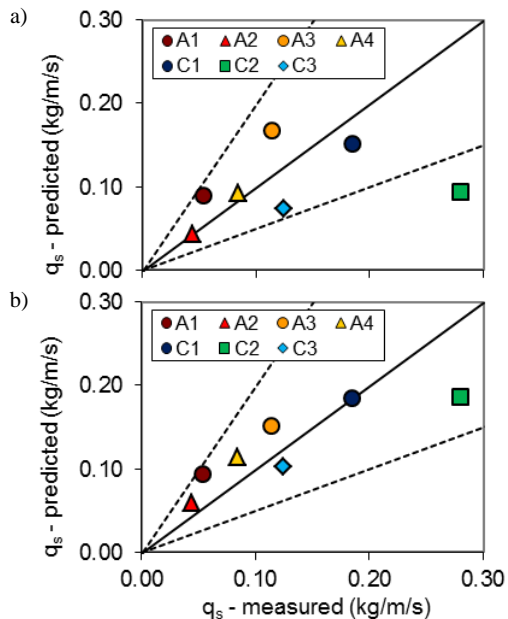 a)
0.30
A1 A2 A3 A4
C1 C2 C3
0.20
0.10
0.00
qₛ - predicted (kg/m/s)
b)
0.30
A1 A2 A3 A4
C1 C2 C3
0.20
0.10
0.00
qₛ - predicted (kg/m/s)
0.00 0.10 0.20 0.30
qₛ - measured (kg/m/s)